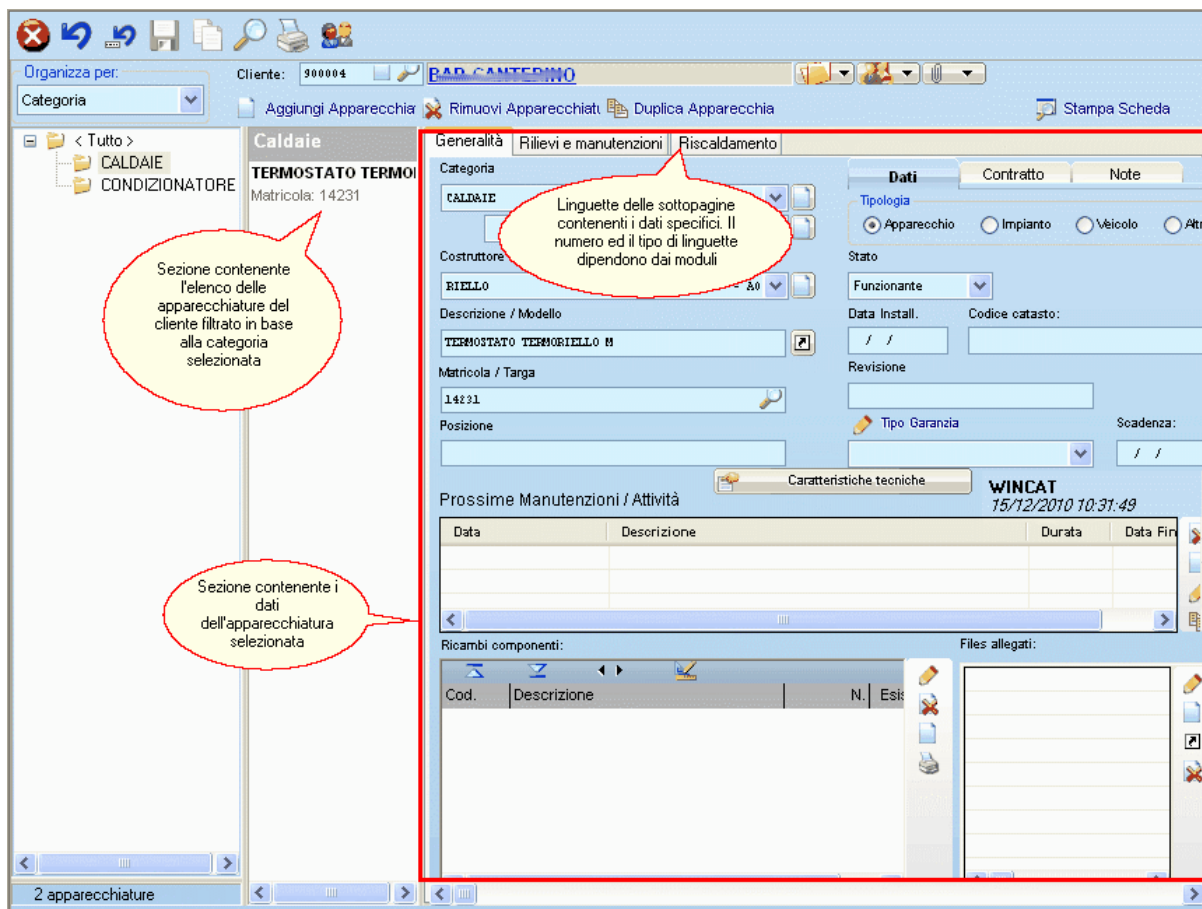 Organizza per:
Cliente: 900004
BAR CANTERINO
Categoria
Aggiungi Apparecchia
Rimuovi Apparecchiatu
Duplica Apparecchia
Stampa Scheda
< Tutto >
CALDAIE
CONDIZIONATORE
Caldaie
TERMOSTATO TERMOI
Matricola: 14231
Sezione contenente
l'elenco delle
apparecchiature del
cliente filtrato in base
alla categoria
selezionata
Generalità
Rilievi e manutenzioni
Riscaldamento
Categoria
CALDAIE
Linguette delle sottopagine
contenenti i dati specifici. Il
numero ed il tipo di linguette
dipendono dai moduli
Costruttore
RIELLO
- A0
Descrizione / Modello
TERMOSTATO TERMORIELLO M
Matricola / Targa
14231
Posizione
Dati
Contratto
Note
Tipologia
Apparecchio
Impianto
Veicolo
Altr
Stato
Funzionante
Data Install.
Codice catasto:
/ /
Revisione
Tipo Garanzia
Scadenza:
/ /
Caratteristiche tecniche
WINCAT
15/12/2010 10:31:49
Prossime Manutenzioni / Attività
Data
Descrizione
Durata
Data Fin
Sezione contenente i
dati
dell'apparecchiatura
selezionata
Ricambi componenti:
Cod.
Descrizione
N.
Esis
Files allegati:
2 apparecchiature